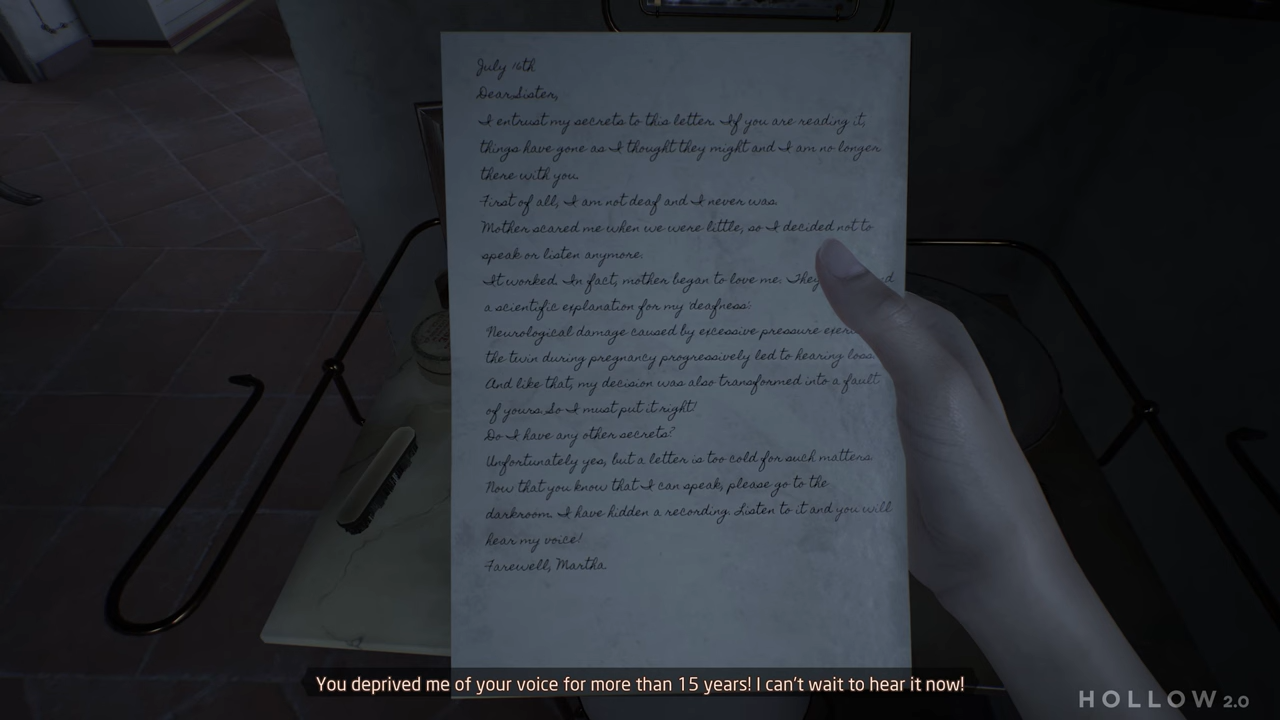 July 16th
Dear Sister,
I entrust my secrets to this letter. If you are reading it,
things have gone as I thought they might and I am no longer
there with you.
First of all, I am not deaf and I never was.
Mother scared me when we were little, so I decided not to
speak or listen anymore.
It worked. In fact, mother began to love me. They
a scientific explanation for my 'deafness':
Neurological damage caused by excessive pressure
the twin during pregnancy progressively led to hearing loss.
And like that, my decision was also transformed into a fault
of yours. So I must put it right!
Do I have any other secrets?
Unfortunately yes, but a letter is too cold for such matters.
Now that you know that I can speak, please go to the
darkroom. I have hidden a recording. Listen to it and you will
hear my voice!
Farewell, Martha.
You deprived me of your voice for more than 15 years! I can't wait to hear it now!
HOLLOW 2.0